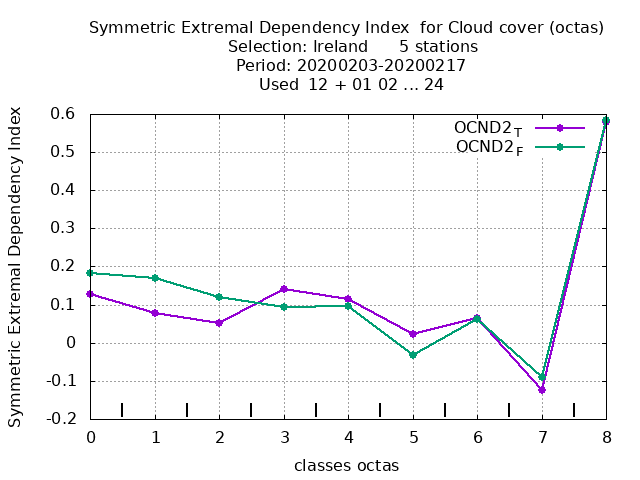 Symmetric Extremal Dependency Index for Cloud cover (octas)
Selection: Ireland 5 stations
Period: 20200203-20200217
Used 12 + 01 02 ... 24
Symmetric Extremal Dependency Index
0.6
0.5
0.4
0.3
0.2
0.1
0
-0.1
-0.2
OCND2T
OCND2F
0 1 2 3 4 5 6 7 8
classes octas